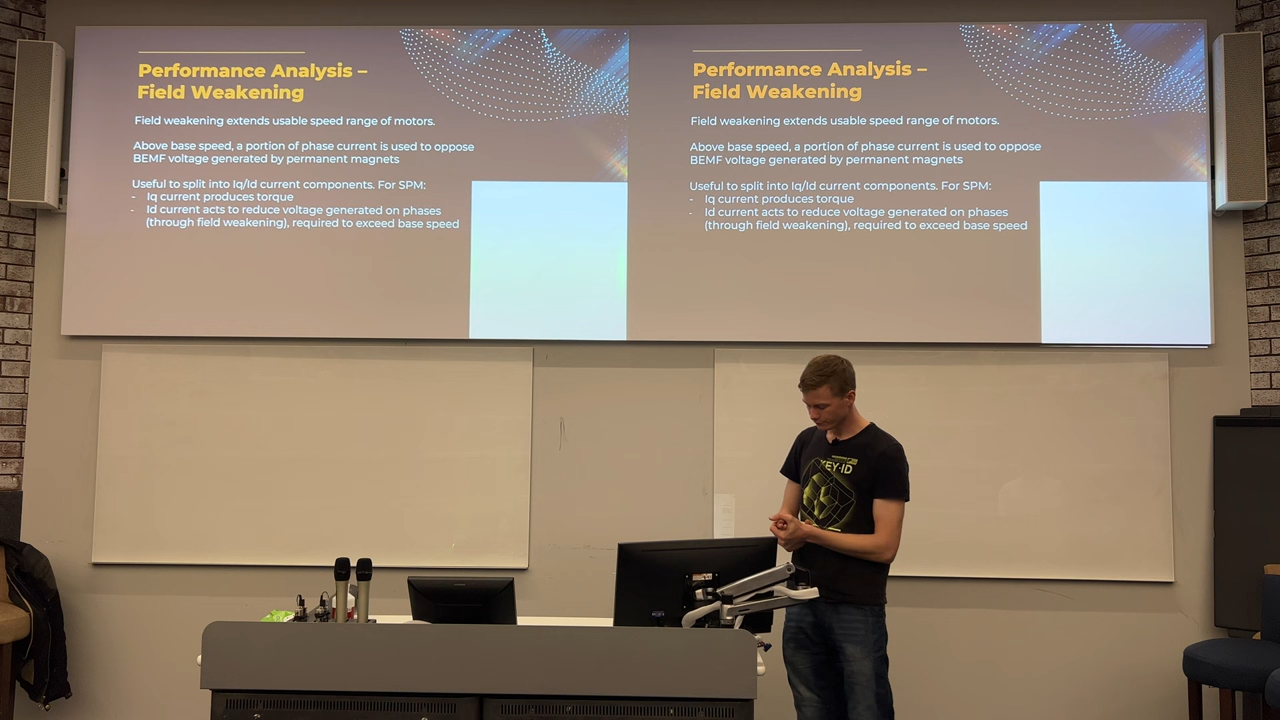 Performance Analysis –
Field Weakening
Field weakening extends usable speed range of motors.
Above base speed, a portion of phase current is used to oppose
BEMF voltage generated by permanent magnets
Useful to split into Iq/Id current components. For SPM:
- Iq current produces torque
- Id current acts to reduce voltage generated on phases
(through field weakening), required to exceed base speed
Performance Analysis –
Field Weakening
Field weakening extends usable speed range of motors.
Above base speed, a portion of phase current is used to oppose
BEMF voltage generated by permanent magnets
Useful to split into Iq/Id current components. For SPM:
- Iq current produces torque
- Id current acts to reduce voltage generated on phases
(through field weakening), required to exceed base speed
KEY-ID